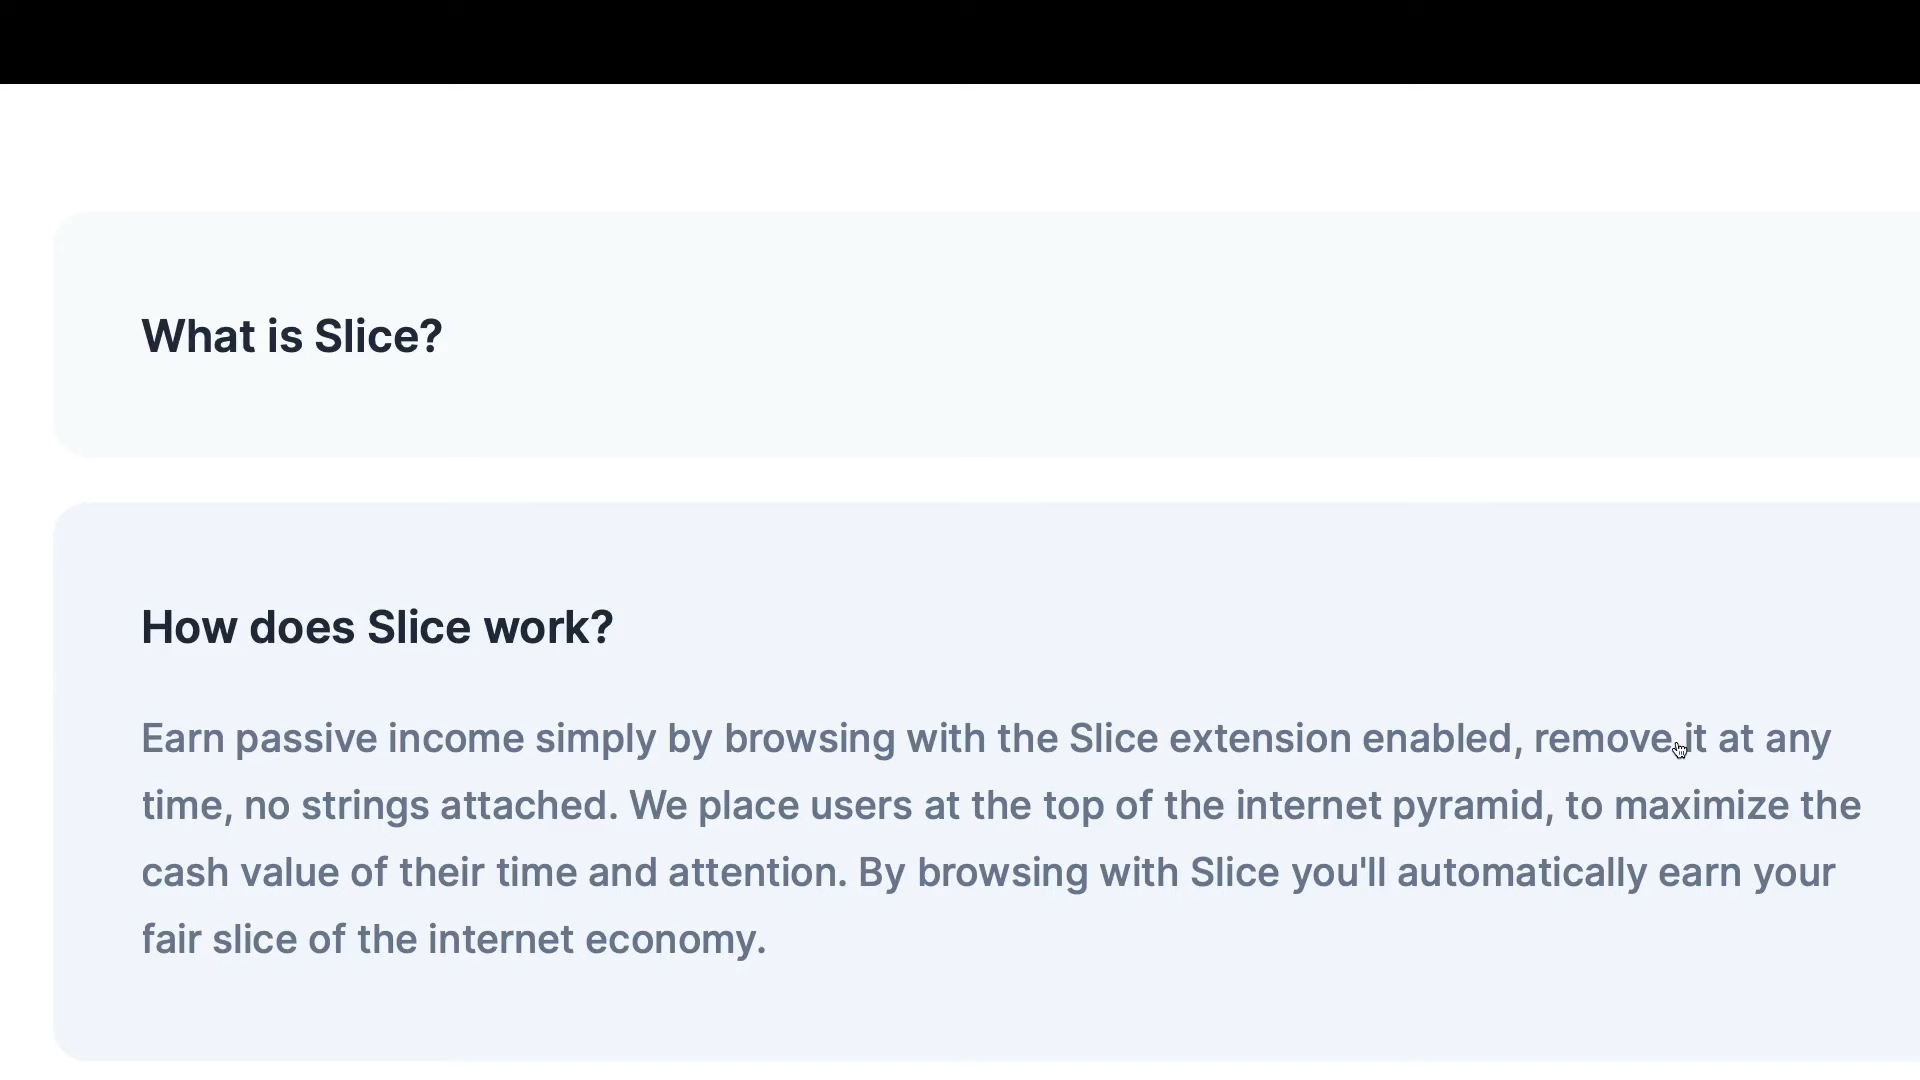 What is Slice?
How does Slice work?
Earn passive income simply by browsing with the Slice extension enabled, remove it at any
time, no strings attached. We place users at the top of the internet pyramid, to maximize the
cash value of their time and attention. By browsing with Slice you'll automatically earn your
fair slice of the internet economy.